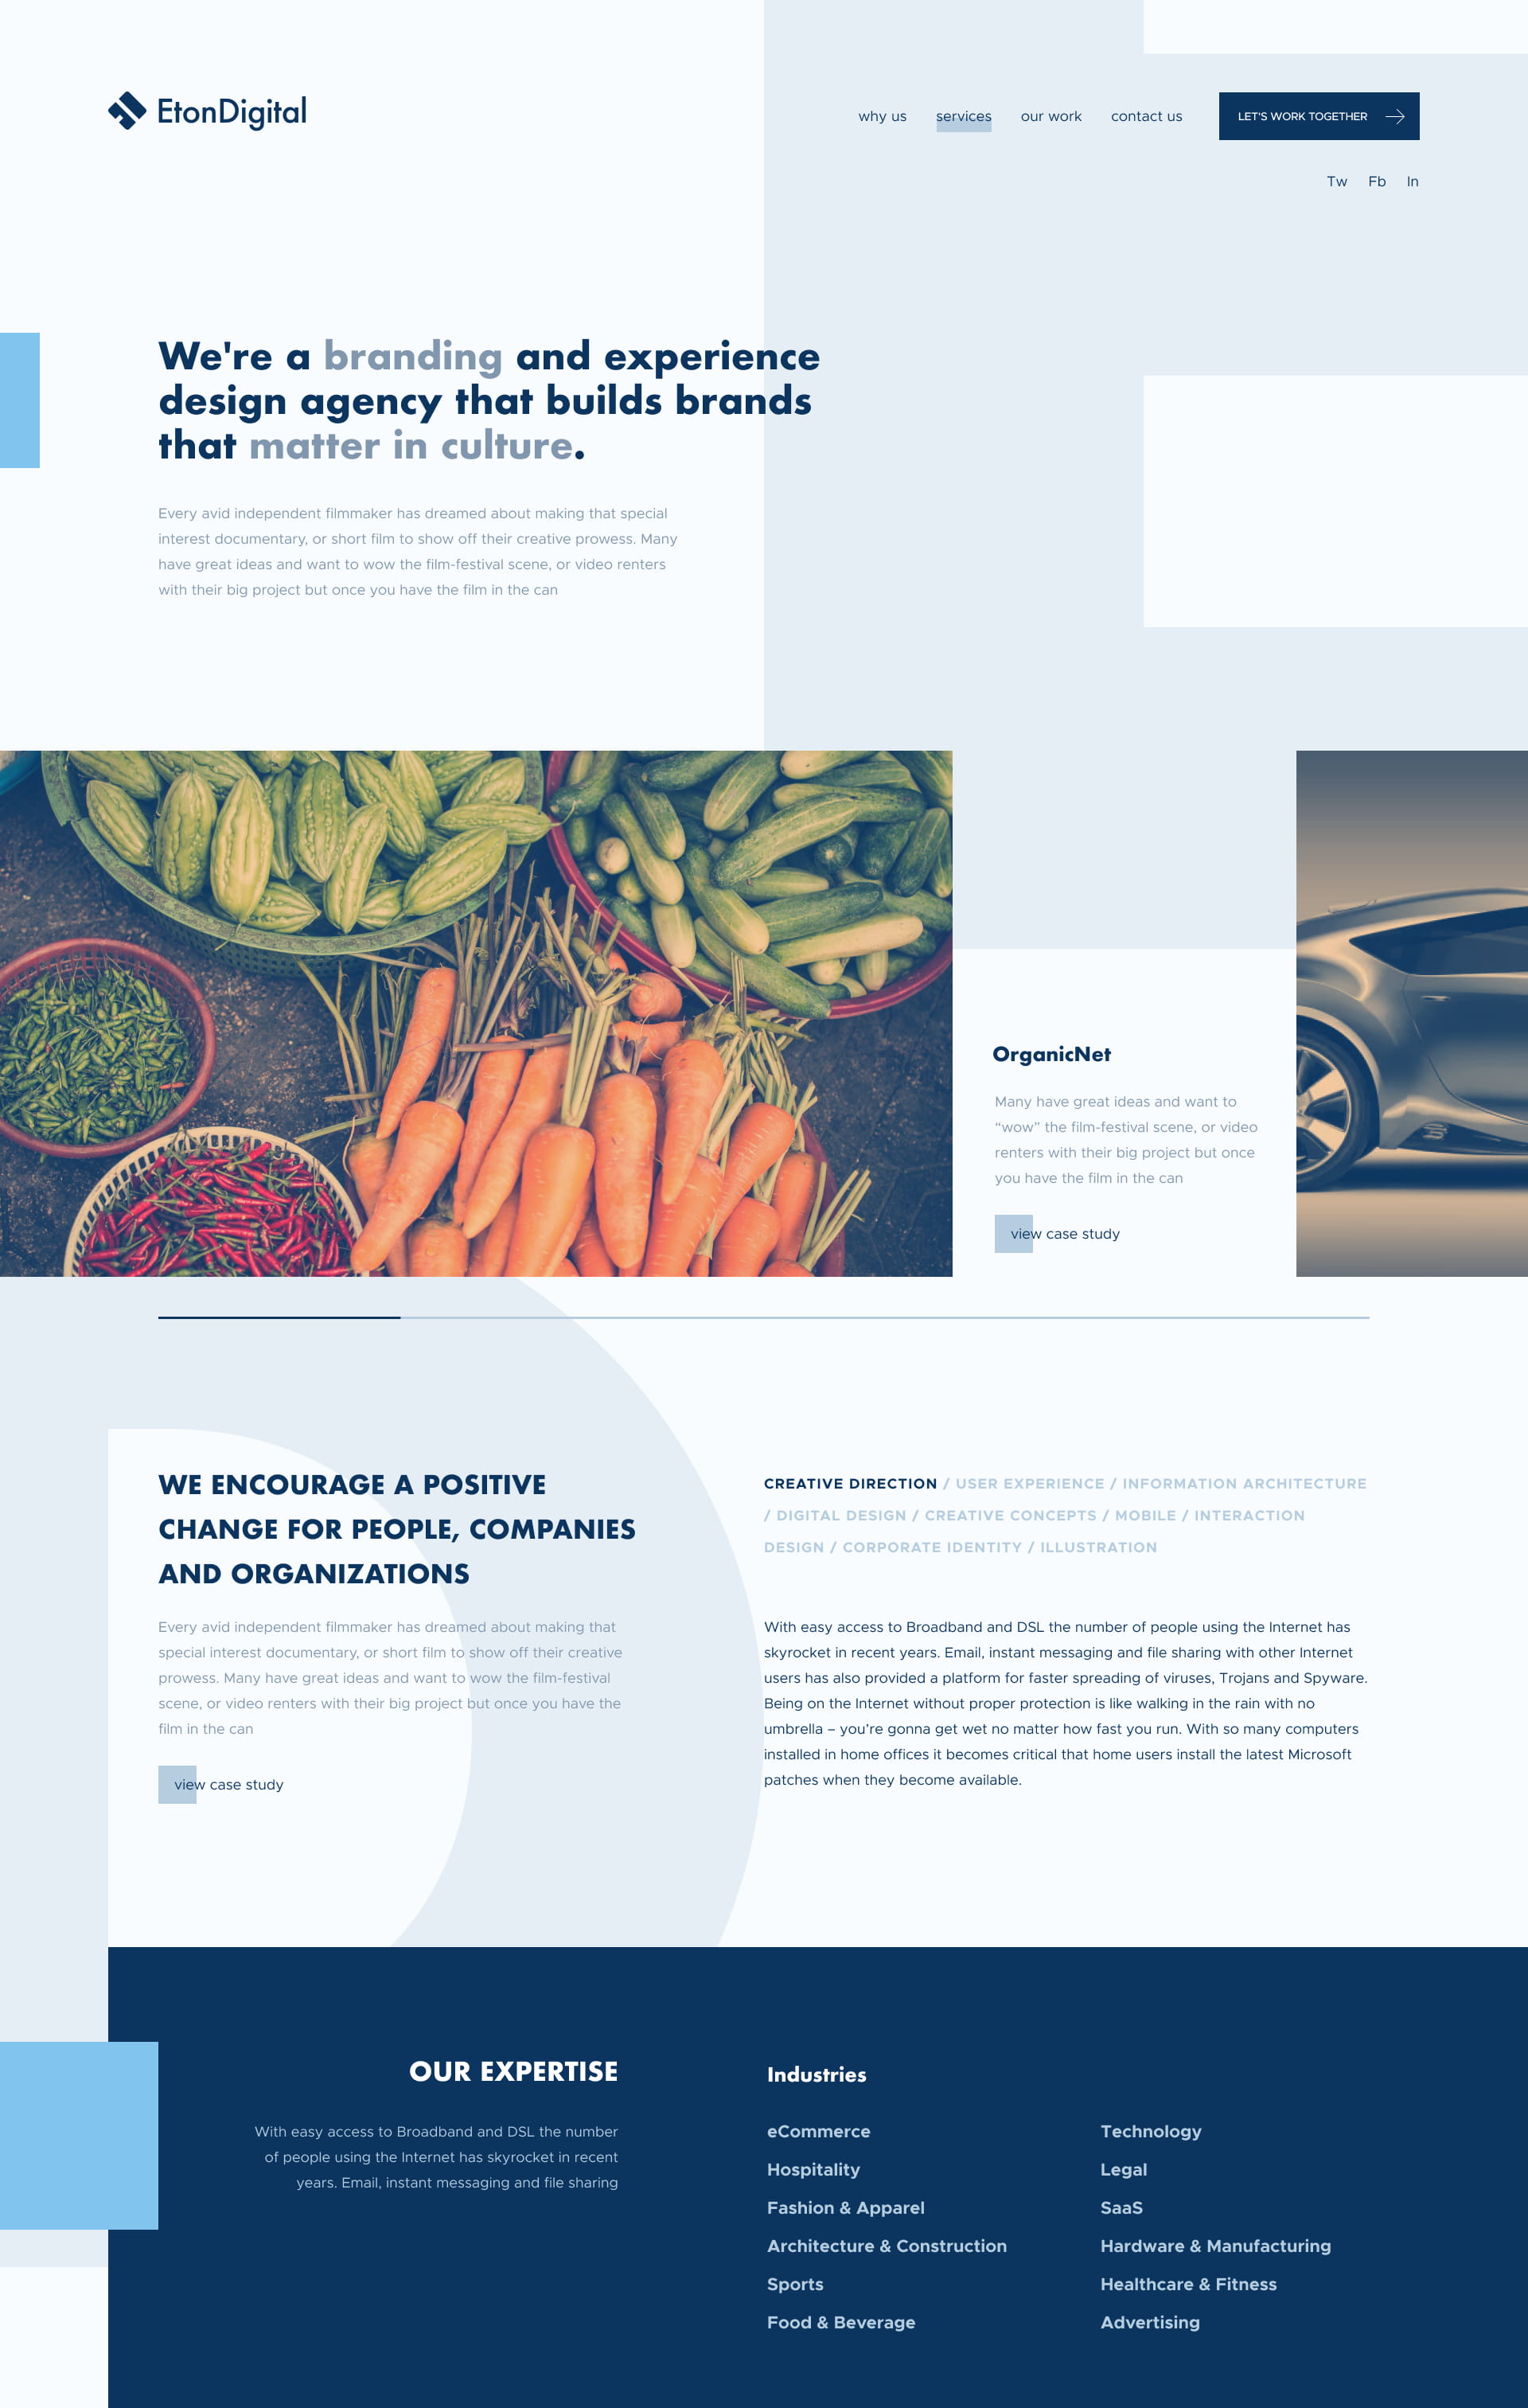 EtonDigital
why us services our work contact us LET'S WORK TOGETHER
Tw Fb In
We're a branding and experience
design agency that builds brands
that matter in culture.
Every avid independent filmmaker has dreamed about making that special
interest documentary, or short film to show off their creative prowess. Many
have great ideas and want to wow the film-festival scene, or video renters
with their big project but once you have the film in the can
OrganicNet
Many have great ideas and want to
“wow” the film-festival scene, or video
renters with their big project but once
you have the film in the can
view case study
WE ENCOURAGE A POSITIVE
CHANGE FOR PEOPLE, COMPANIES
AND ORGANIZATIONS
Every avid independent filmmaker has dreamed about making that
special interest documentary, or short film to show off their creative
prowess. Many have great ideas and want to wow the film-festival
scene, or video renters with their big project but once you have the
film in the can
view case study
CREATIVE DIRECTION / USER EXPERIENCE / INFORMATION ARCHITECTURE
/ DIGITAL DESIGN / CREATIVE CONCEPTS / MOBILE / INTERACTION
DESIGN / CORPORATE IDENTITY / ILLUSTRATION
With easy access to Broadband and DSL the number of people using the Internet has
skyrocket in recent years. Email, instant messaging and file sharing with other Internet
users has also provided a platform for faster spreading of viruses, Trojans and Spyware.
Being on the Internet without proper protection is like walking in the rain with no
umbrella – you’re gonna get wet no matter how fast you run. With so many computers
installed in home offices it becomes critical that home users install the latest Microsoft
patches when they become available.
OUR EXPERTISE
With easy access to Broadband and DSL the number
of people using the Internet has skyrocket in recent
years. Email, instant messaging and file sharing
Industries
eCommerce
Hospitality
Fashion & Apparel
Architecture & Construction
Sports
Food & Beverage
Technology
Legal
SaaS
Hardware & Manufacturing
Healthcare & Fitness
Advertising